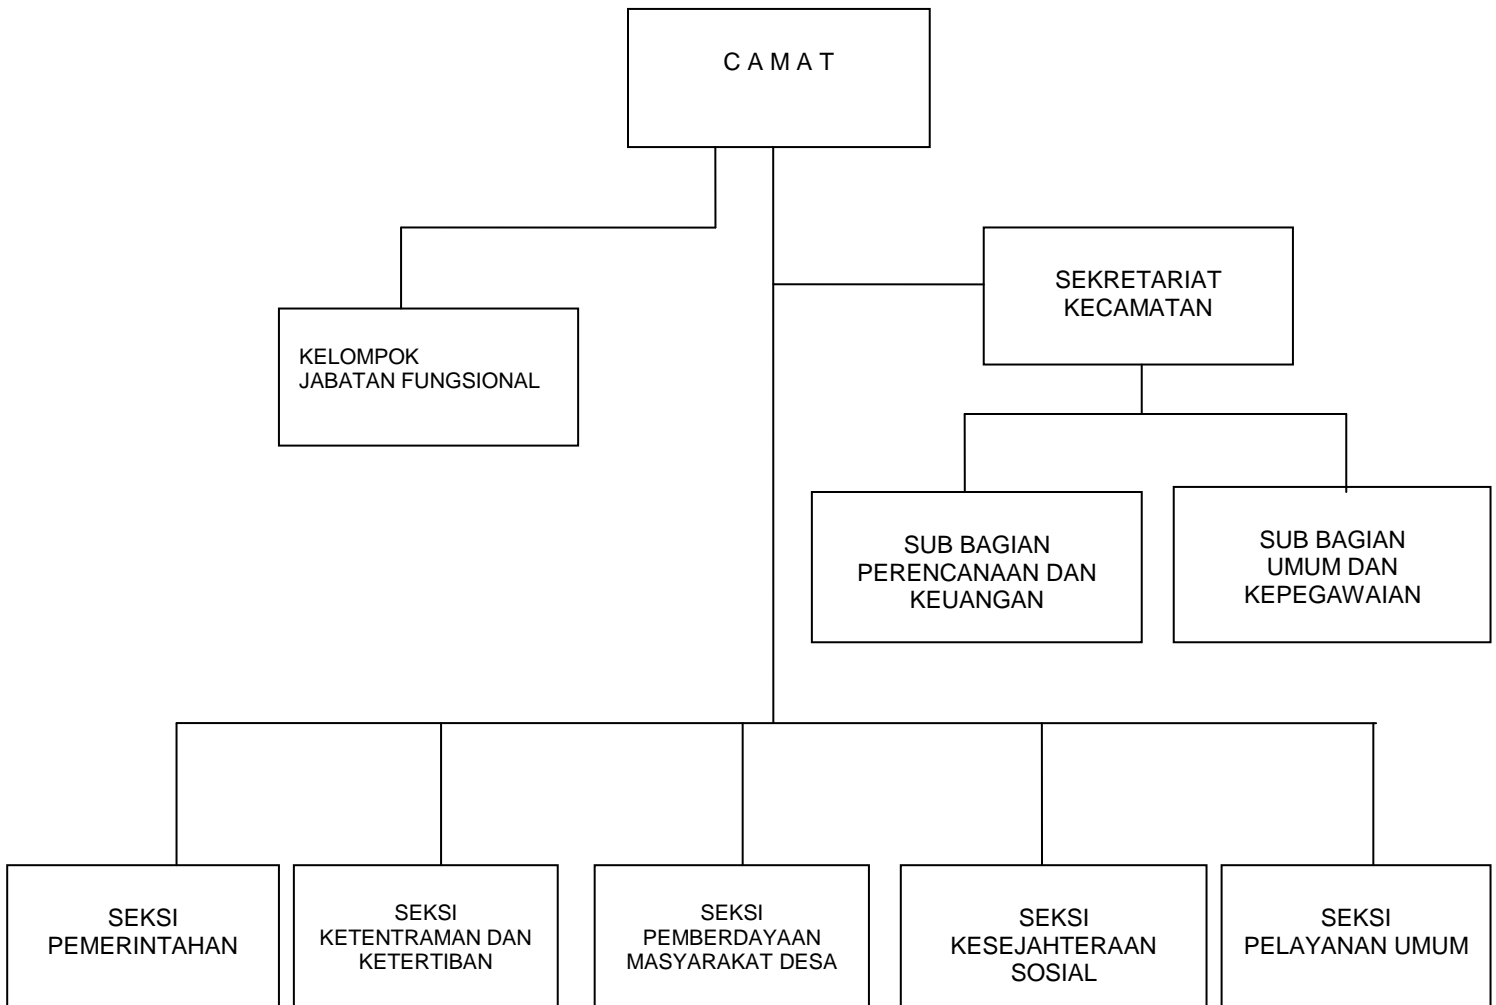 C A M A T
SEKRETARIAT
KECAMATAN
KELOMPOK
JABATAN FUNGSIONAL
SUB BAGIAN
PERENCANAAN DAN
KEUANGAN
SUB BAGIAN
UMUM DAN
KEPEGAWAIAN
SEKSI
PEMERINTAHAN
SEKSI
KETENTRAMAN DAN
KETERTIBAN
SEKSI
PEMBERDAYAAN
MASYARAKAT DESA
SEKSI
KESEJAHTERAAN
SOSIAL
SEKSI
PELAYANAN UMUM